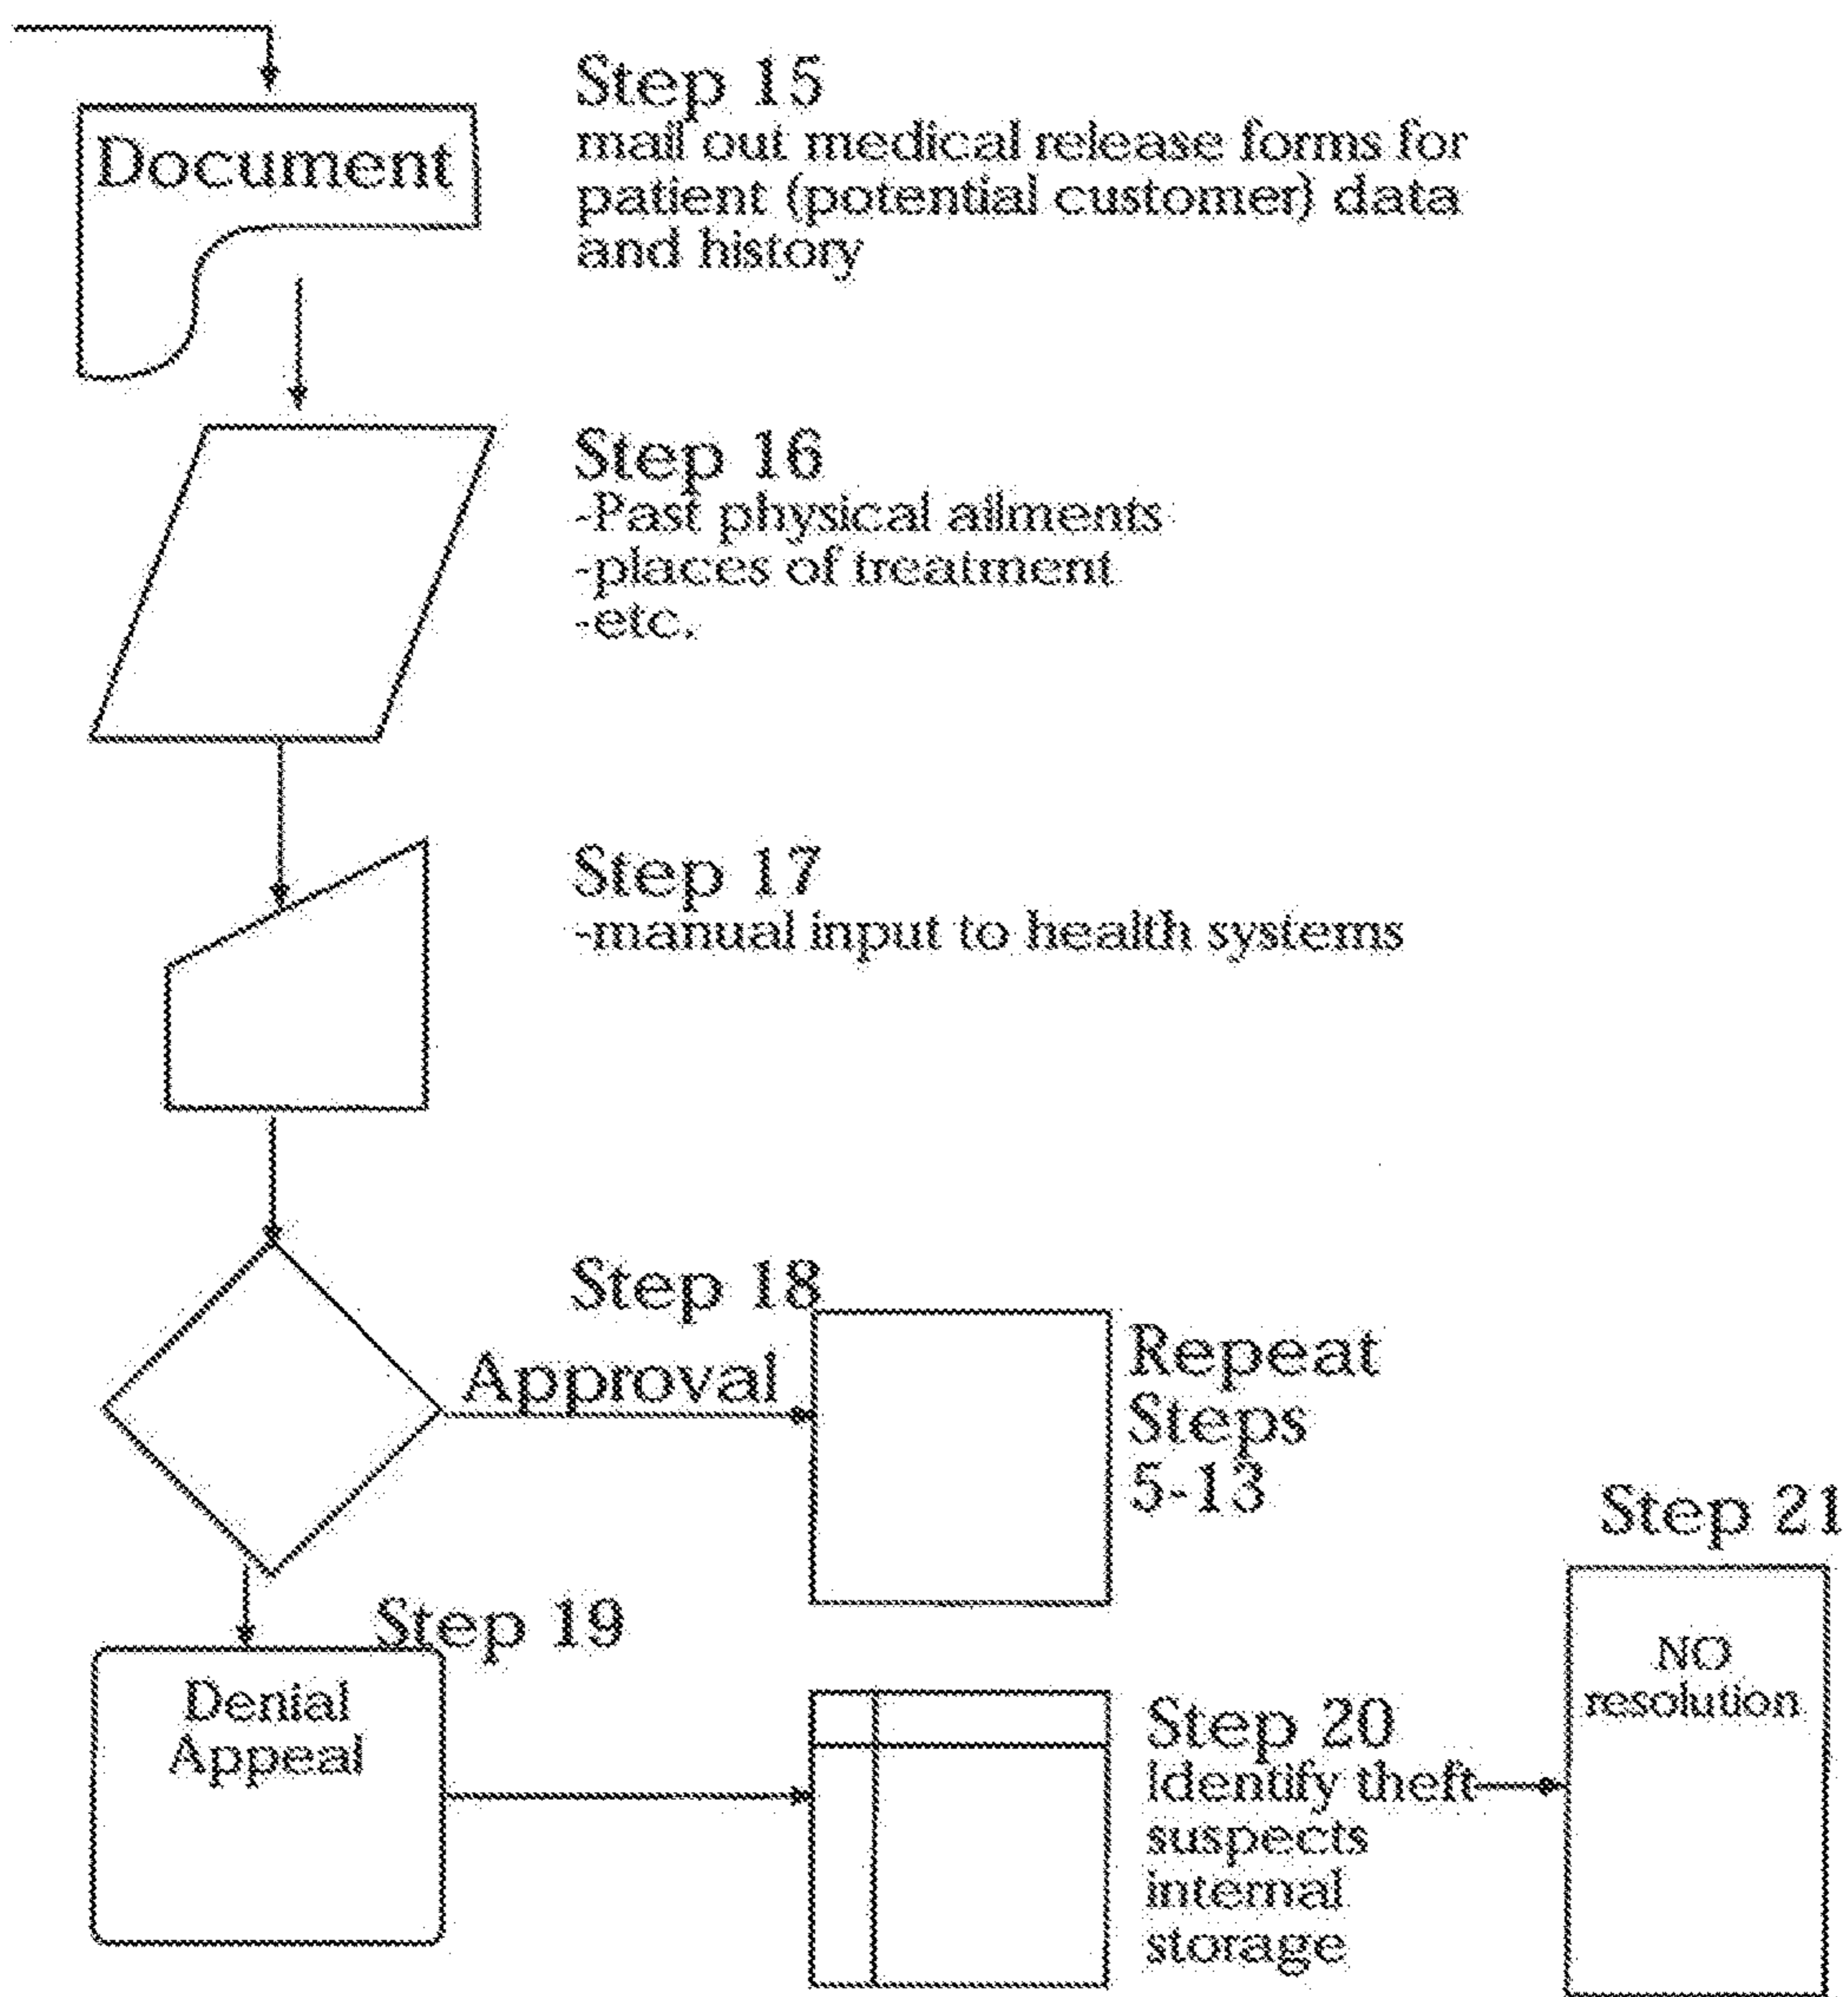 Document
Step 15
mail out medical release forms for
patient (potential customer) data
and history
Step 16
-Past physical ailments
-places of treatment
-etc.
Step 17
-manual input to health systems
Step 18
Approval
Repeat
Steps
5-13
Step 19
Denial
Appeal
Step 20
Identify theft
suspects
internal
storage
Step 21
NO
resolution